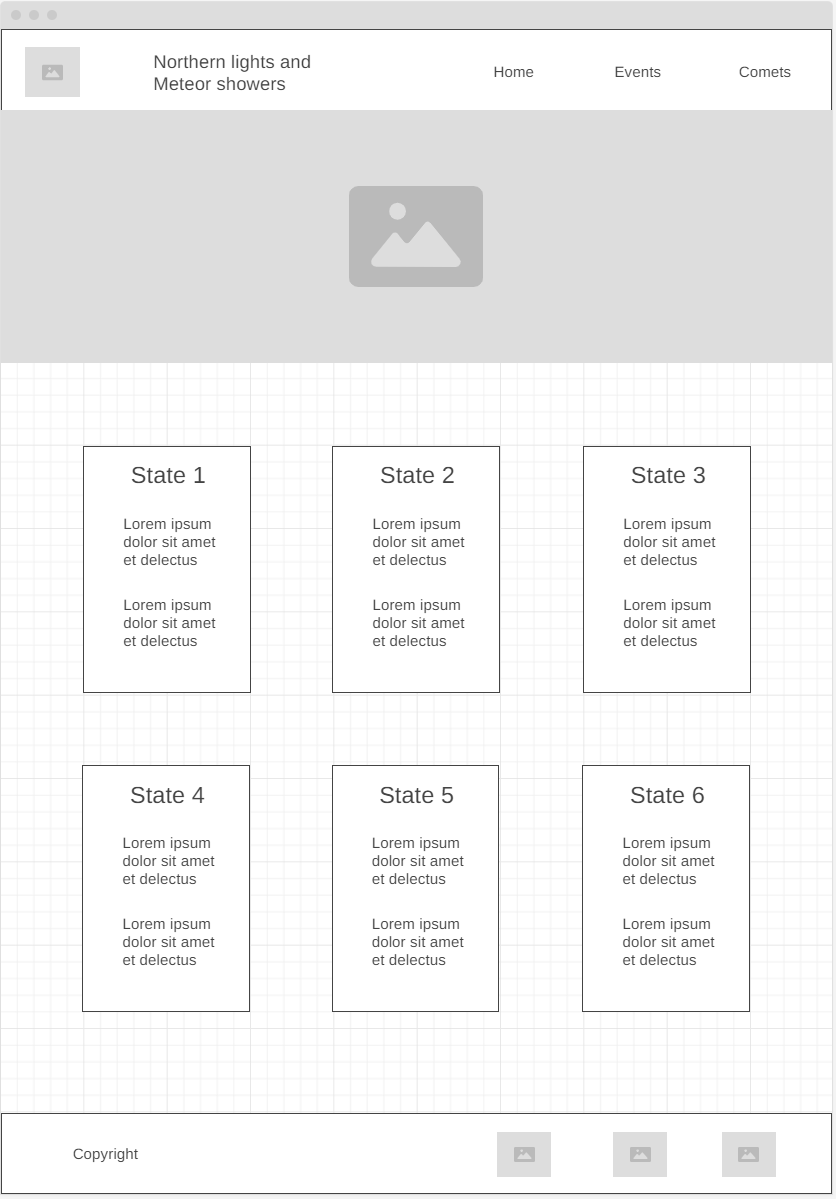 Northern lights and
Meteor showers
Home
Events
Comets
State 1
Lorem ipsum
dolor sit amet
et delectus
Lorem ipsum
dolor sit amet
et delectus
State 2
Lorem ipsum
dolor sit amet
et delectus
Lorem ipsum
dolor sit amet
et delectus
State 3
Lorem ipsum
dolor sit amet
et delectus
Lorem ipsum
dolor sit amet
et delectus
State 4
Lorem ipsum
dolor sit amet
et delectus
Lorem ipsum
dolor sit amet
et delectus
State 5
Lorem ipsum
dolor sit amet
et delectus
Lorem ipsum
dolor sit amet
et delectus
State 6
Lorem ipsum
dolor sit amet
et delectus
Lorem ipsum
dolor sit amet
et delectus
Copyright